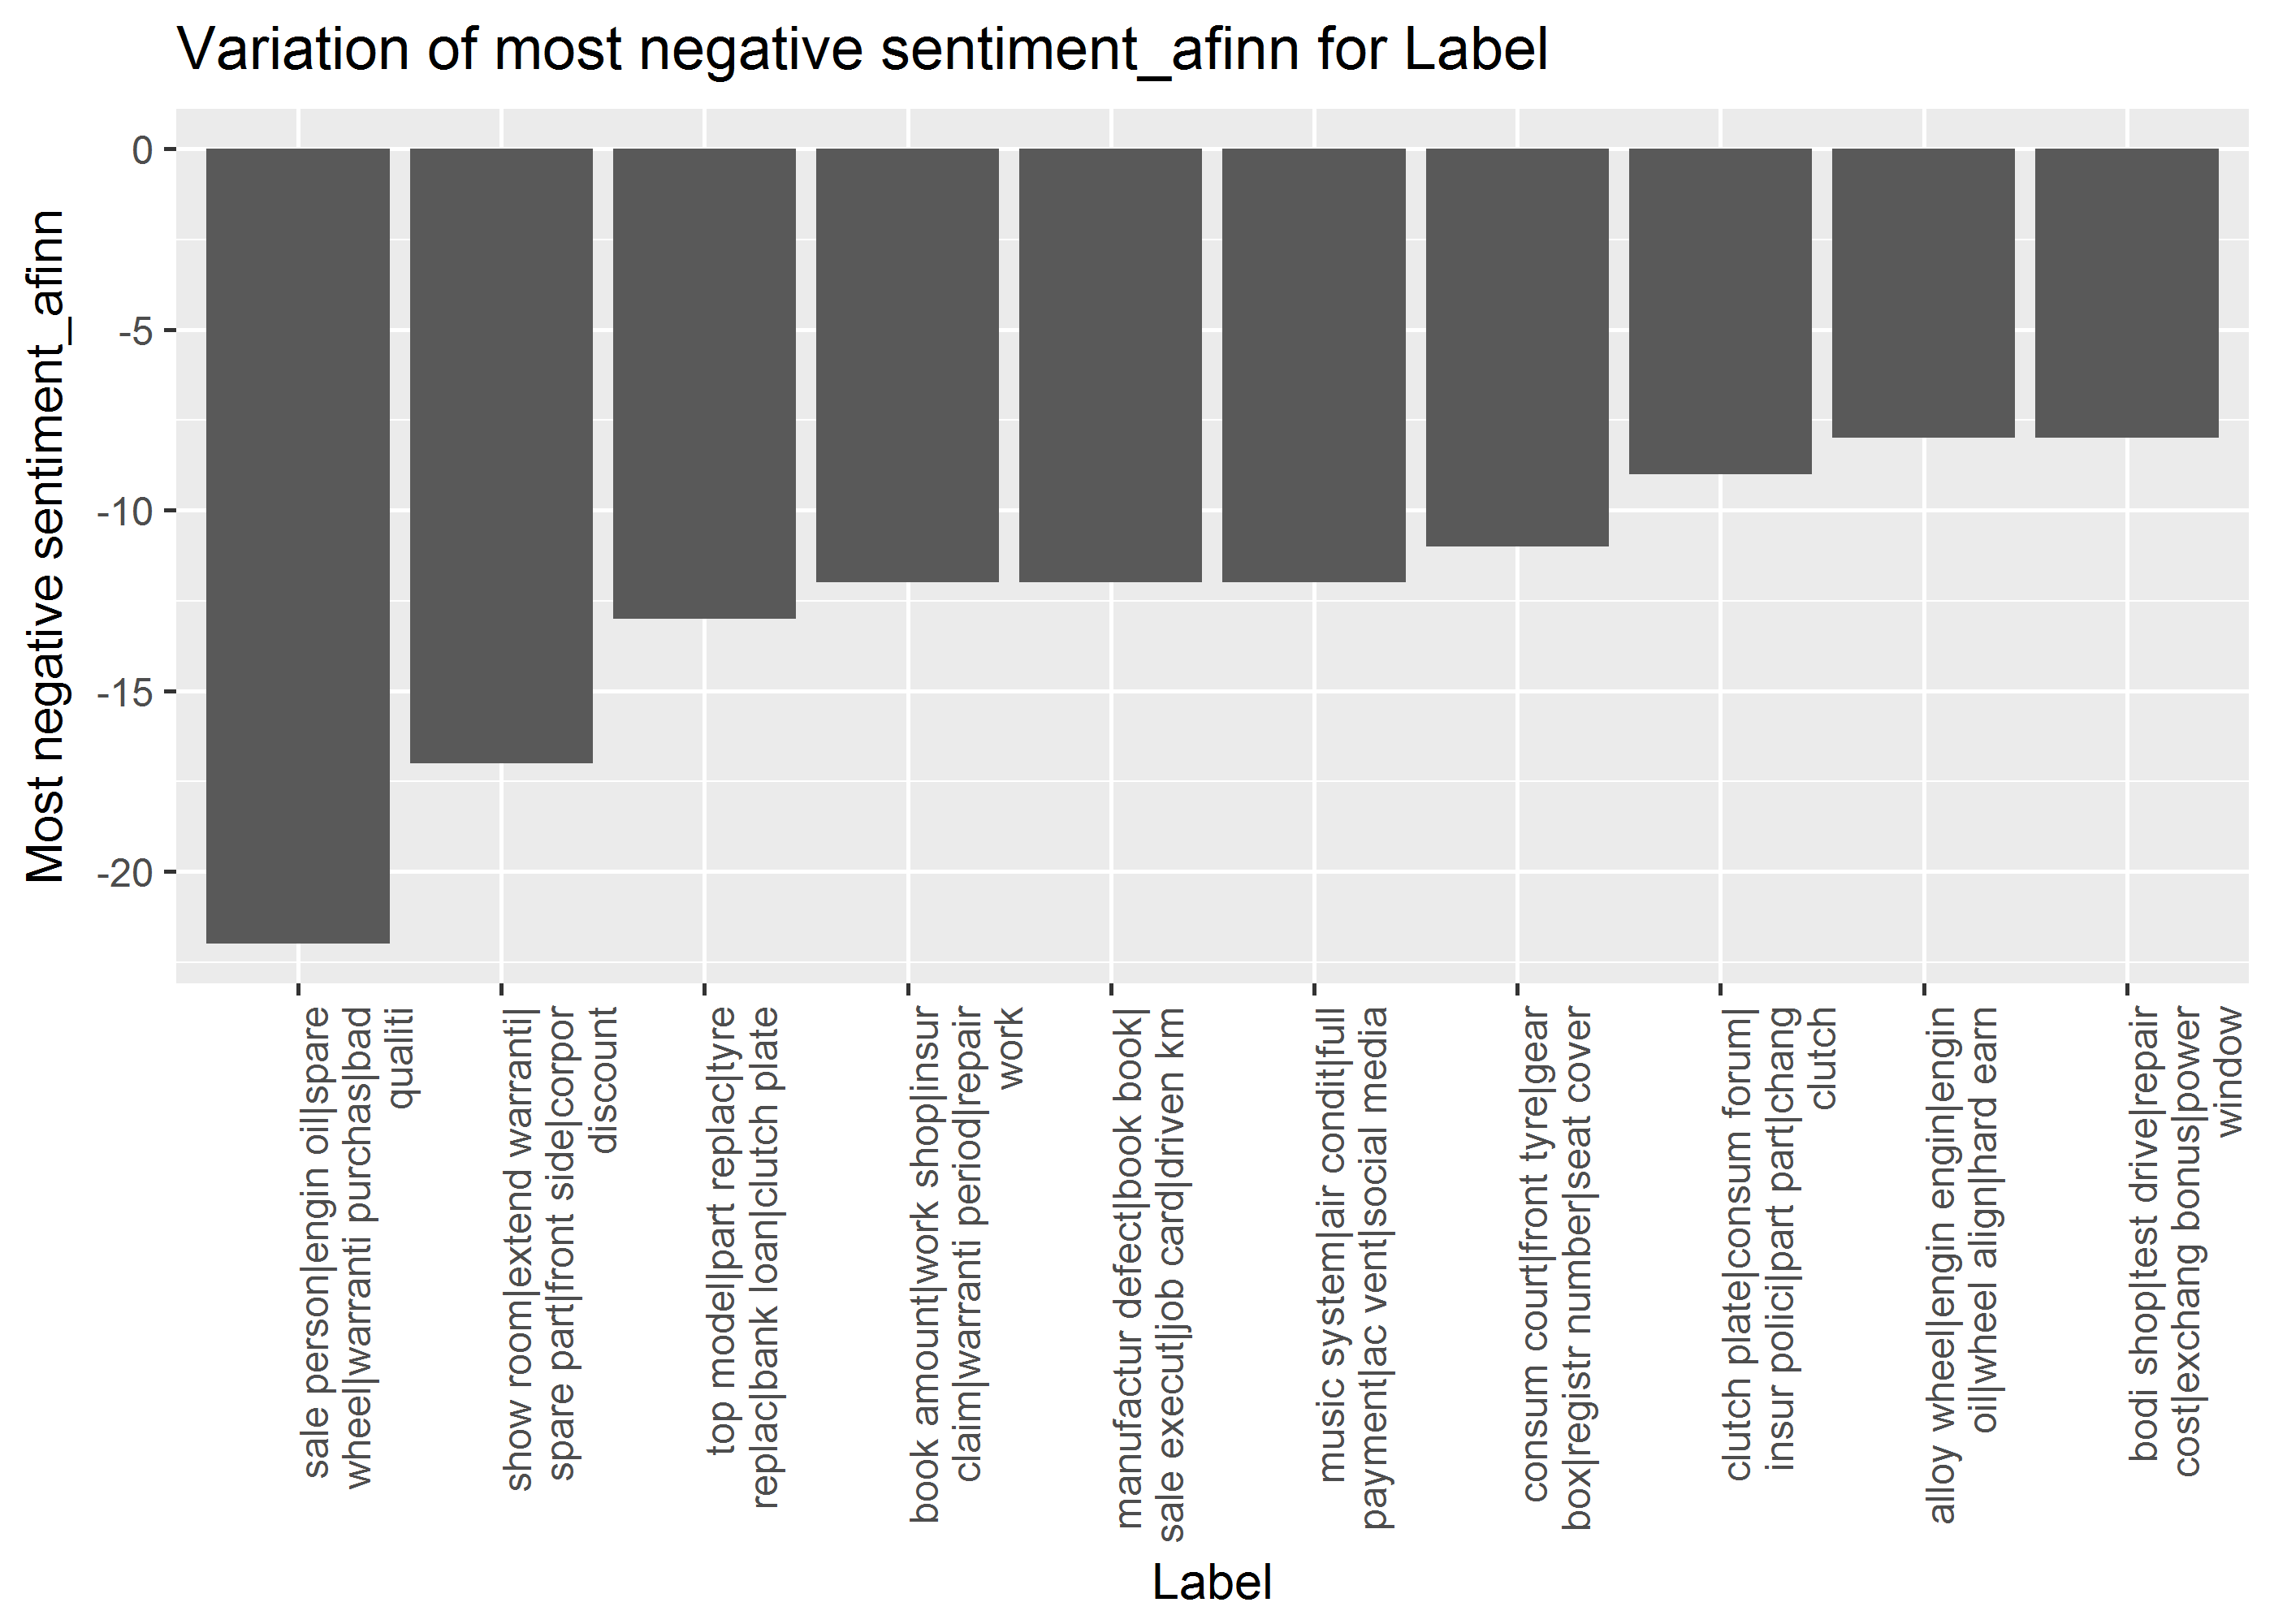 Variation of most negative sentiment_afinn for Label
Most negative sentiment_afinn
0
-5
-10
-15
-20
sale person|engin oil|spare
wheel|warranti purchas|bad
qualiti
show room|extend warranti|
spare part|front side|corpor
discount
top model|part replac|tyre
replac|bank loan|clutch plate
book amount|work shop|insur
claim|warranti period|repair
work
manufactur defect|book book|
sale execut|job card|driven km
music system|air condit|full
payment|ac vent|social media
consum court|front tyre|gear
box|registr number|seat cover
clutch plate|consum forum|
insur polici|part part|chang
clutch
alloy wheel|engin engin|engin
oil|wheel align|hard earn
bodi shop|test drive|repair
cost|exchang bonus|power
window
Label